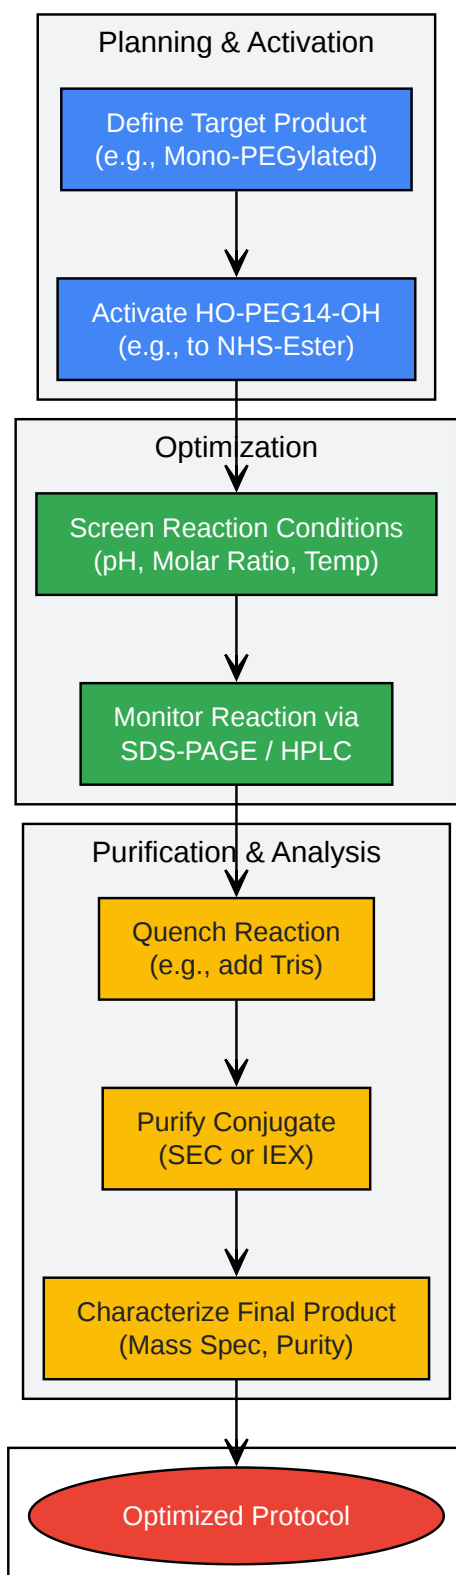 Planning & Activation
Define Target Product
(e.g., Mono-PEGylated)
Activate HO-PEG14-OH
(e.g., to NHS-Ester)
Optimization
Screen Reaction Conditions
(pH, Molar Ratio, Temp)
Monitor Reaction via
SDS-PAGE / HPLC
Purification & Analysis
Quench Reaction
(e.g., add Tris)
Purify Conjugate
(SEC or IEX)
Characterize Final Product
(Mass Spec, Purity)
Optimized Protocol